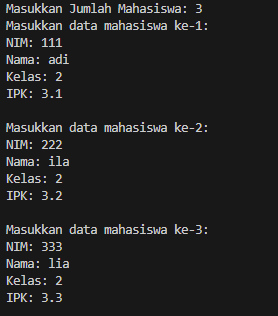 Masukkan Jumlah Mahasiswa: 3
Masukkan data mahasiswa ke-1:
NIM: 111
Nama: adi
Kelas: 2
IPK: 3.1

Masukkan data mahasiswa ke-2:
NIM: 222
Nama: ila
Kelas: 2
IPK: 3.2

Masukkan data mahasiswa ke-3:
NIM: 333
Nama: lia
Kelas: 2
IPK: 3.3